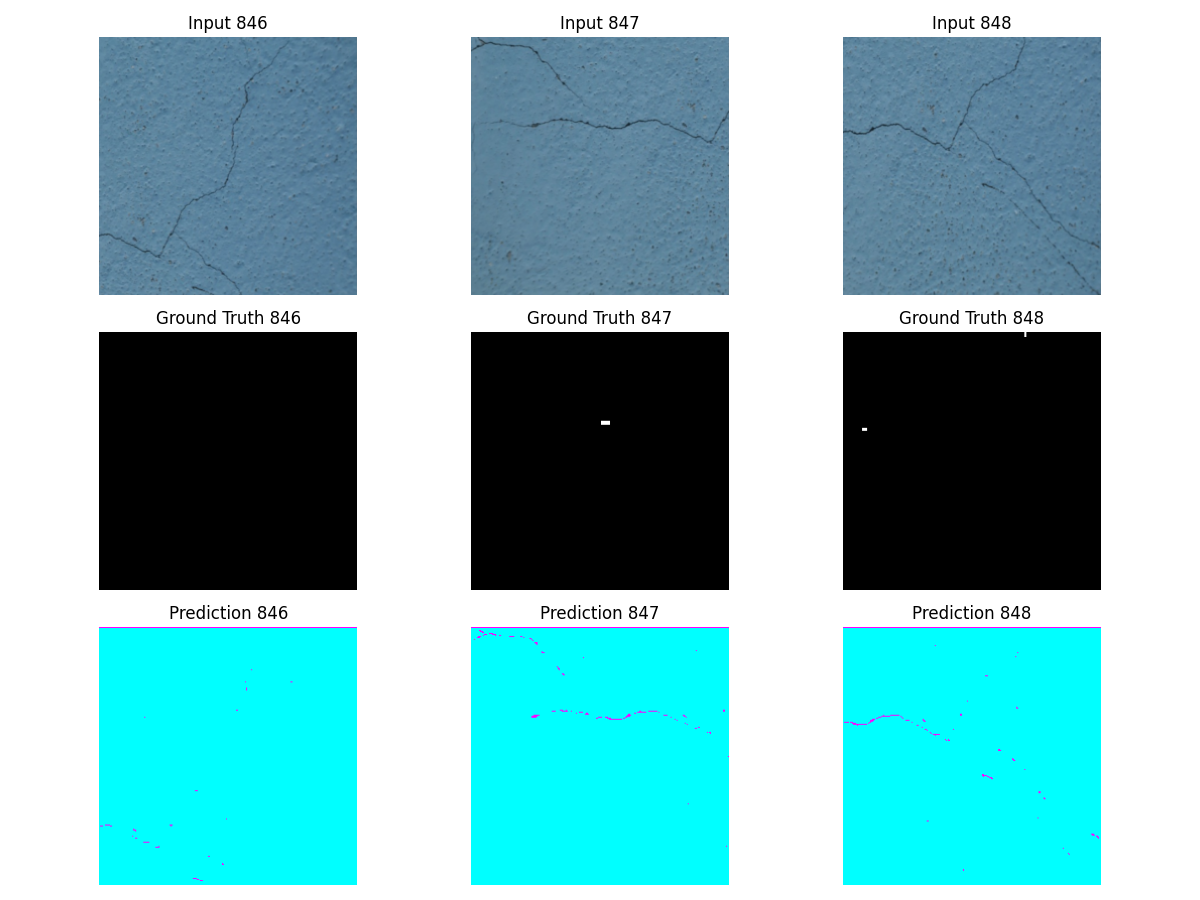 Input 846
Input 847
Input 848
Ground Truth 846
Ground Truth 847
Ground Truth 848
Prediction 846
Prediction 847
Prediction 848